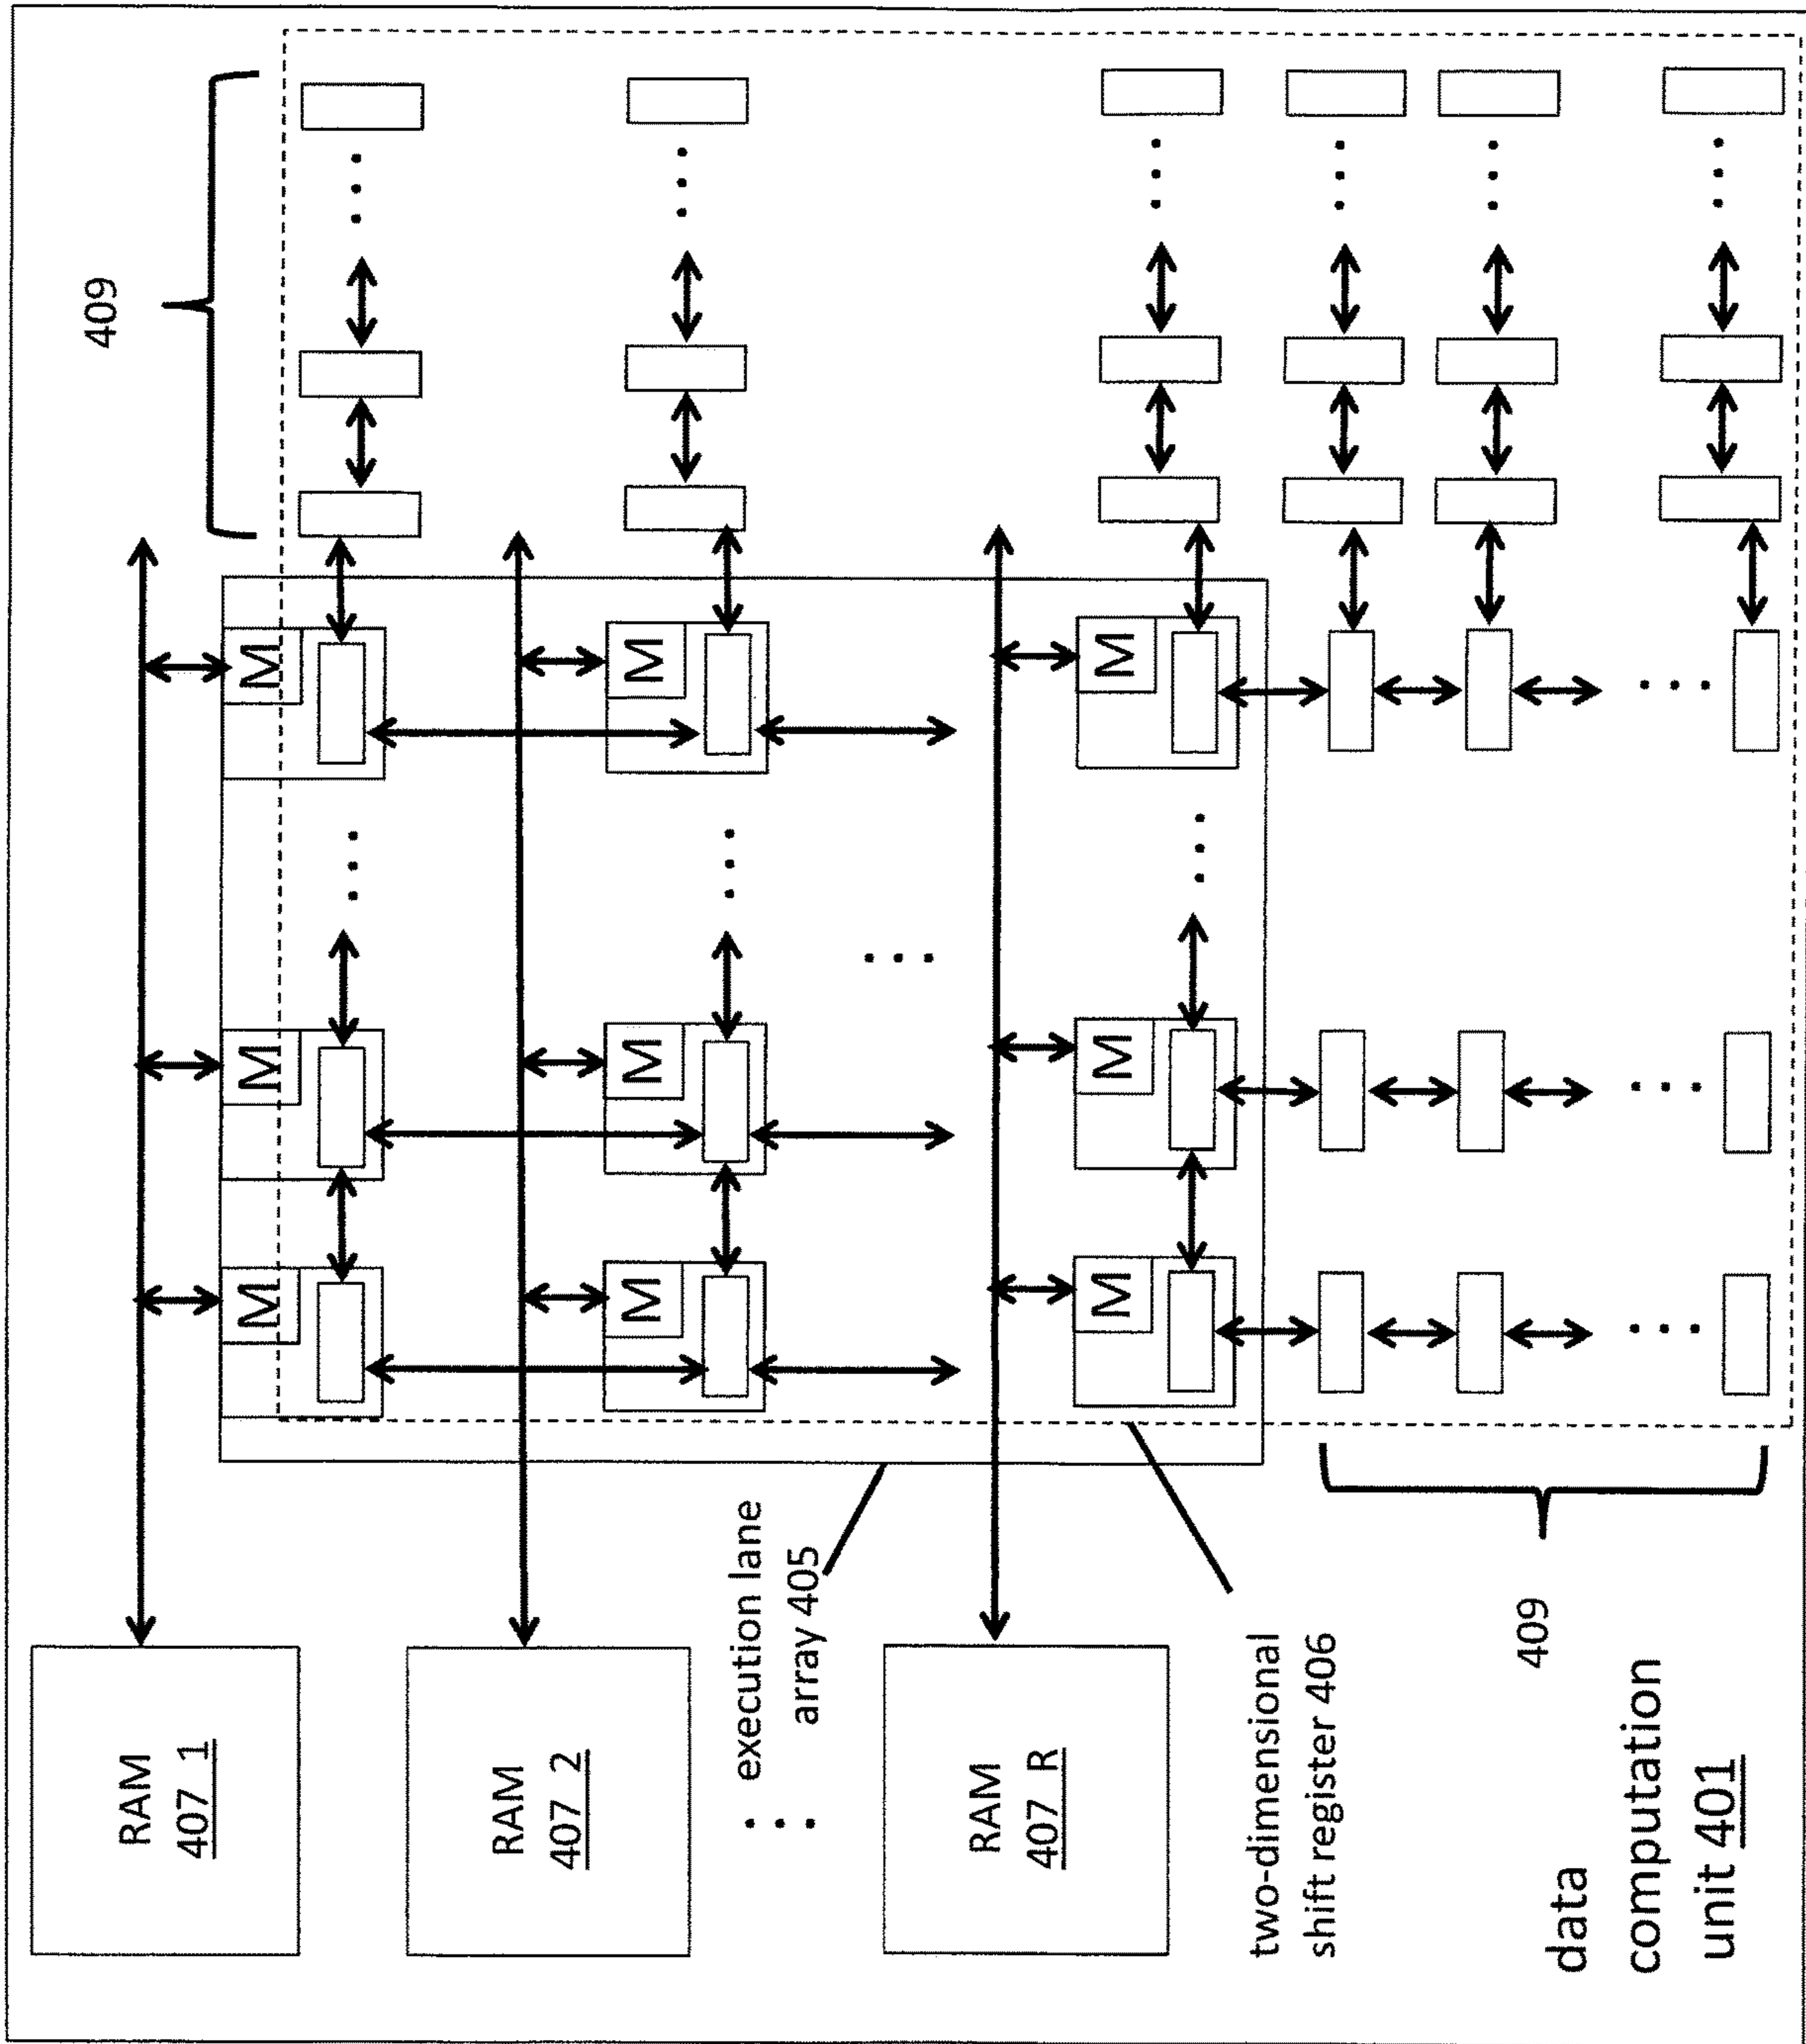 409
RAM
407_1
M M M
RAM
407_2
M M M
execution lane
array 405
RAM
407_R
M M M
two-dimensional
shift register 406
409
data
computation
unit 401